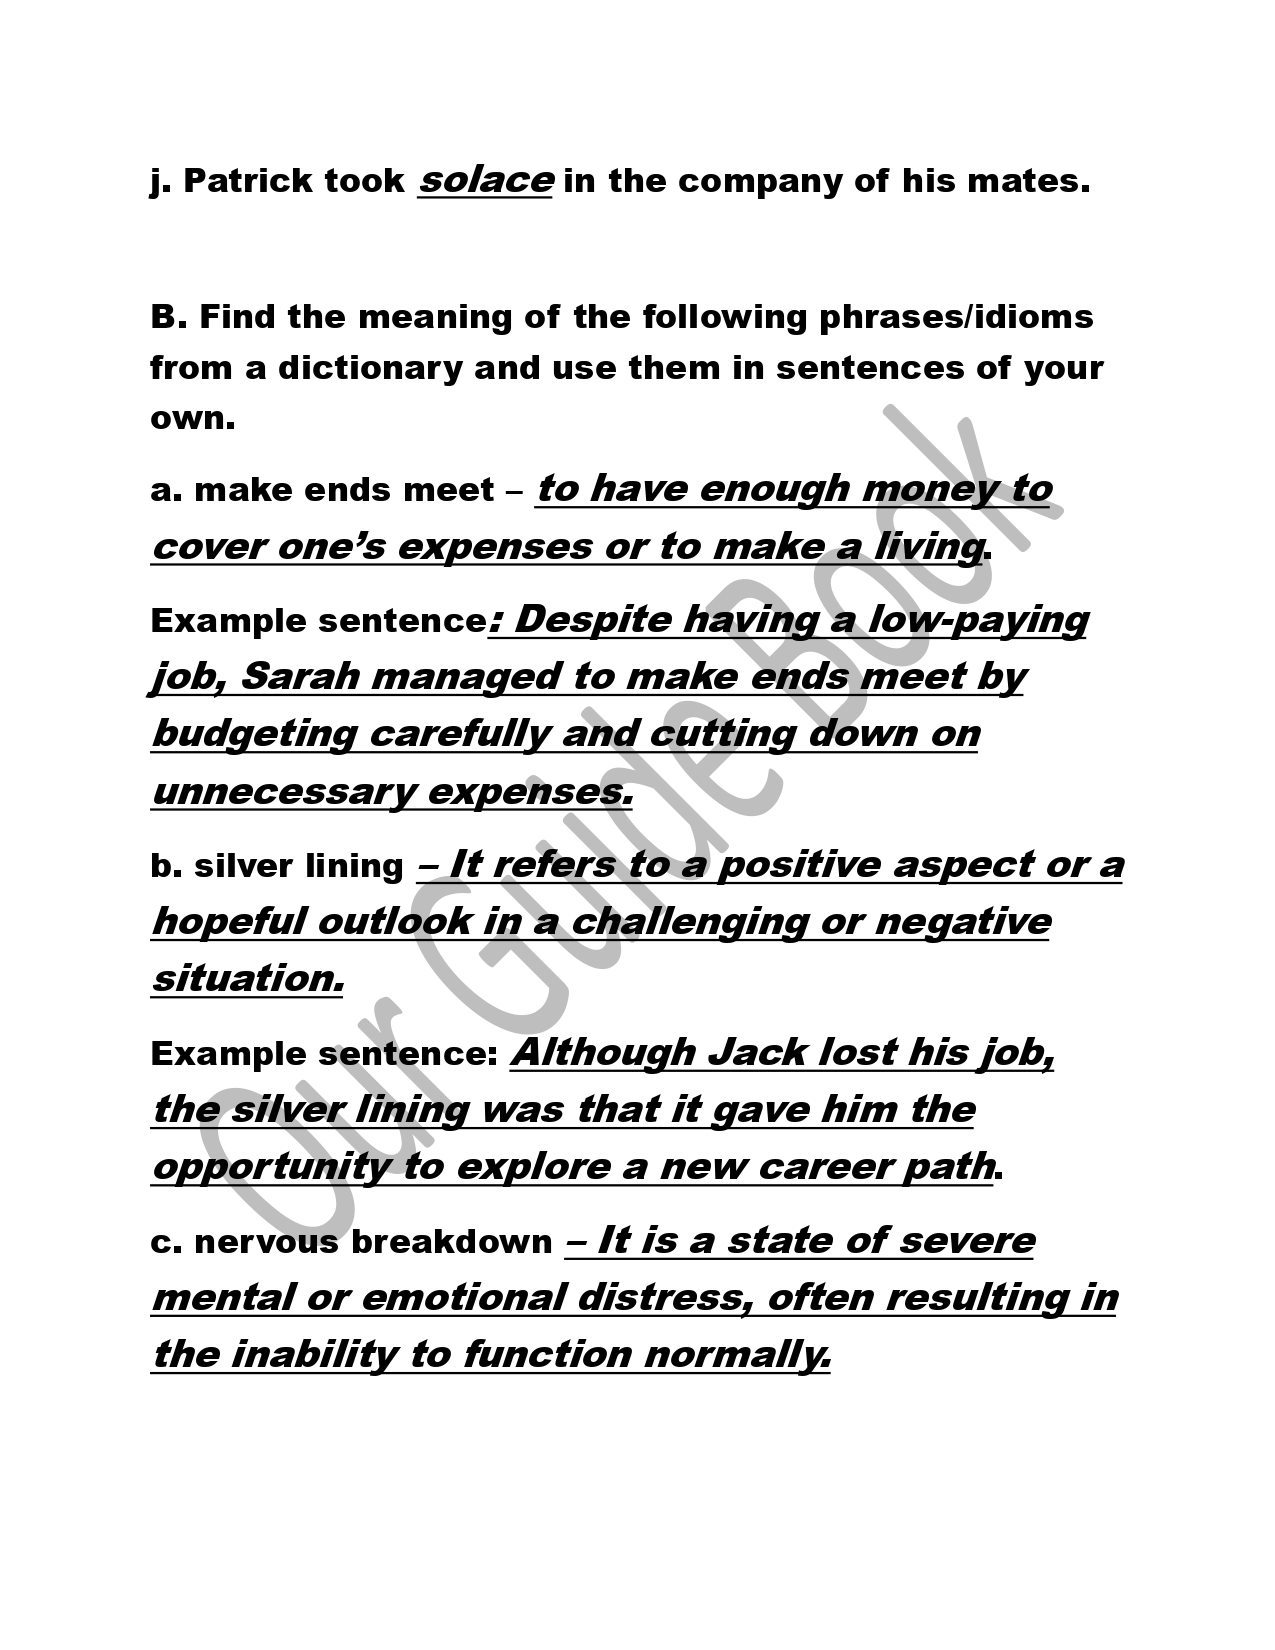 j. Patrick took solace in the company of his mates.
B. Find the meaning of the following phrases/idioms
from a dictionary and use them in sentences of your
own.
a. make ends meet – to have enough money to
cover one’s expenses or to make a living.
Example sentence: Despite having a low-paying
job, Sarah managed to make ends meet by
budgeting carefully and cutting down on
unnecessary expenses.
b. silver lining – It refers to a positive aspect or a
hopeful outlook in a challenging or negative
situation.
Example sentence: Although Jack lost his job,
the silver lining was that it gave him the
opportunity to explore a new career path.
c. nervous breakdown – It is a state of severe
mental or emotional distress, often resulting in
the inability to function normally.
Our Guide Book